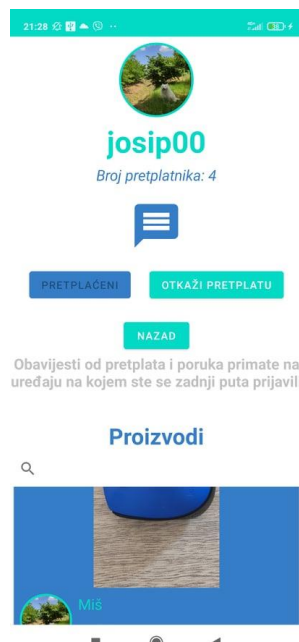 21:28
josip00
Broj pretplatnika: 4
PRETPLAĆENI
OTKAŽI PRETPLATU
NAZAD
Obavijesti od pretplata i poruka primate na
uređaju na kojem ste se zadnji puta prijavili
Proizvodi
Miš